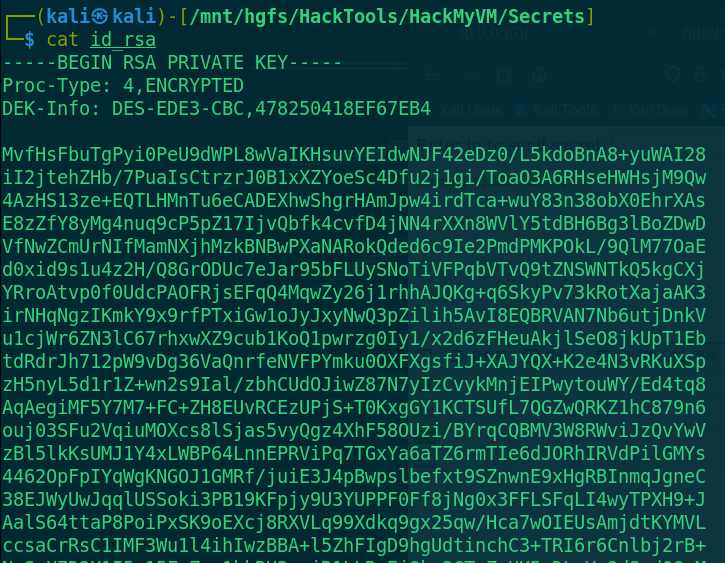 ┌──(kali㉿kali)-[/mnt/hgfs/HackTools/HackMyVM/Secrets]
└─$ cat id_rsa
-----BEGIN RSA PRIVATE KEY-----
Proc-Type: 4,ENCRYPTED
DEK-Info: DES-EDE3-CBC,478250418EF67EB4
MvfHsFbuTgPyi0PeU9dWPL8wVaIKHsuvYEIdwNJF42eDz0/L5kdoBnA8+yuWAI28
iI2jtehZHb/7PuaIsCtrzrJ0B1xXZYoeSc4Dfu2j1gi/ToaO3A6RHseHWHsjM9Qw
4AzHS13ze+EQTLHMnTu6eCADEXhwShgrHAmJpw4irdTca+wuY83n38obX0EhrXAs
E8zZfY8yMg4nuq9cP5pZ17IjvQbfk4cvfD4jNN4rXXn8WVlY5tdBH6Bg3lBoZDwD
VfNwZCmUrNIfMamNXjhMzkBNBwPXaNARokQded6c9Ie2PmdPMKPOkL/9QlM77OaE
d0xid9s1u4z2H/Q8GrODUc7eJar95bFLUySNoTiVFPqbVTvQ9tZNSWNTkQ5kgCXj
YRroAtvp0f0UdcPAOFRjsEFqQ4MqwZy26j1rhhAJQKg+q6SkyPv73kRotXajaAK3
irNHqNgzIKmkY9x9rfPTxiGw1oJyJxyNwQ3pZilih5AvI8EQBRVAN7Nb6utjDnkV
u1cjWr6ZN3lC67rhxwXZ9cub1KoQ1pwrzg0Iy1/x2d6zFHeuAkjlSeO8jkUpT1Eb
tdRdrJh712pW9vDg36VaQnrfeNVFPYmku0OXFXgsfiJ+XAJYQX+K2e4N3vRKuXSp
zH5nyL5d1r1Z+wn2s9Ial/zbhCUdOJiwZ87N7yIzCvykMnjEIPwytouWY/Ed4tq8
AqAegiMF5Y7M7+FC+ZH8EUvRCEzUPjS+T0KxgGY1KCTSUfL7QGZwQRKZ1hC879n6
ouj03SFu2VqiuMOXcs8lSjas5vyQgz4XhF58OUzi/BYrqCQBMV3W8RWviJzQvYwV
zBl5lkKsUMJ1Y4xLWBP64LnnEPRViPq7TGxYa6aTZ6rmTIe6dJORhIRVdPilGMYs
4462OpFpIYqWgKNGOJ1GMRf/juiE3J4pBwpslbefxt9SZnwnE9xHgRBInmqJgneC
38EJWyUwJqqlUSSoki3PB19KFpjy9U3YUPPF0Ff8jNg0x3FFLSFqLI4wyTPXH9+J
AalS64ttaP8PoiPxSK9oEXcj8RXVLq99Xdkq9gx25qw/Hca7wOIEUsAmjdtKYMVL
ccsaCrRsC1IMF3Wu1l4ihIwzBBA+l5ZhFIgD9hgUdtinchC3+TRI6r6Cnlbj2rB+